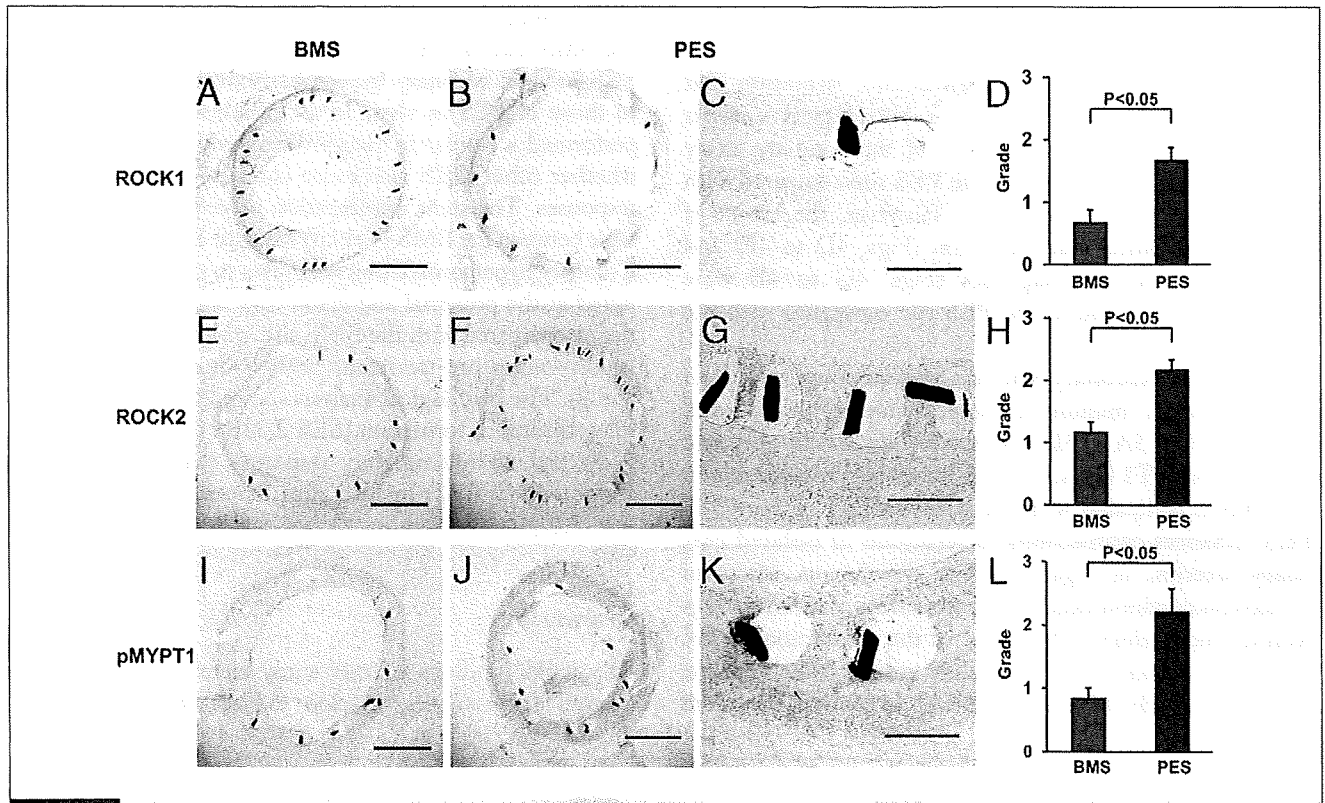 BMS PES
A B C D
3
P<0.05
2
Grade
1
0
BMS PES
ROCK1
E F G H
3
P<0.05
2
Grade
1
0
BMS PES
ROCK2
I J K L
3
P<0.05
2
Grade
1
0
BMS PES
pMYPT1